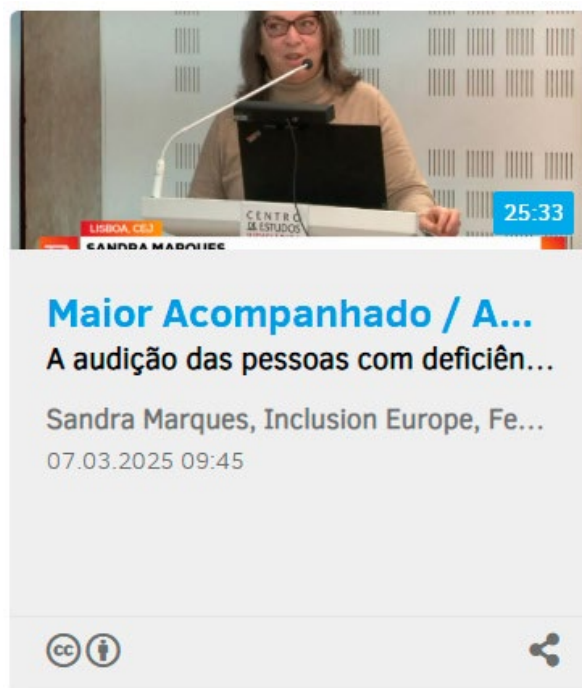 CENTRO
DE ESTUDOS
25:33
LISBOA, CEJ
SANDRA MARQUES
Maior Acompanhado / A...
A audição das pessoas com deficiên...
Sandra Marques, Inclusion Europe, Fe...
07.03.2025 09:45
cc